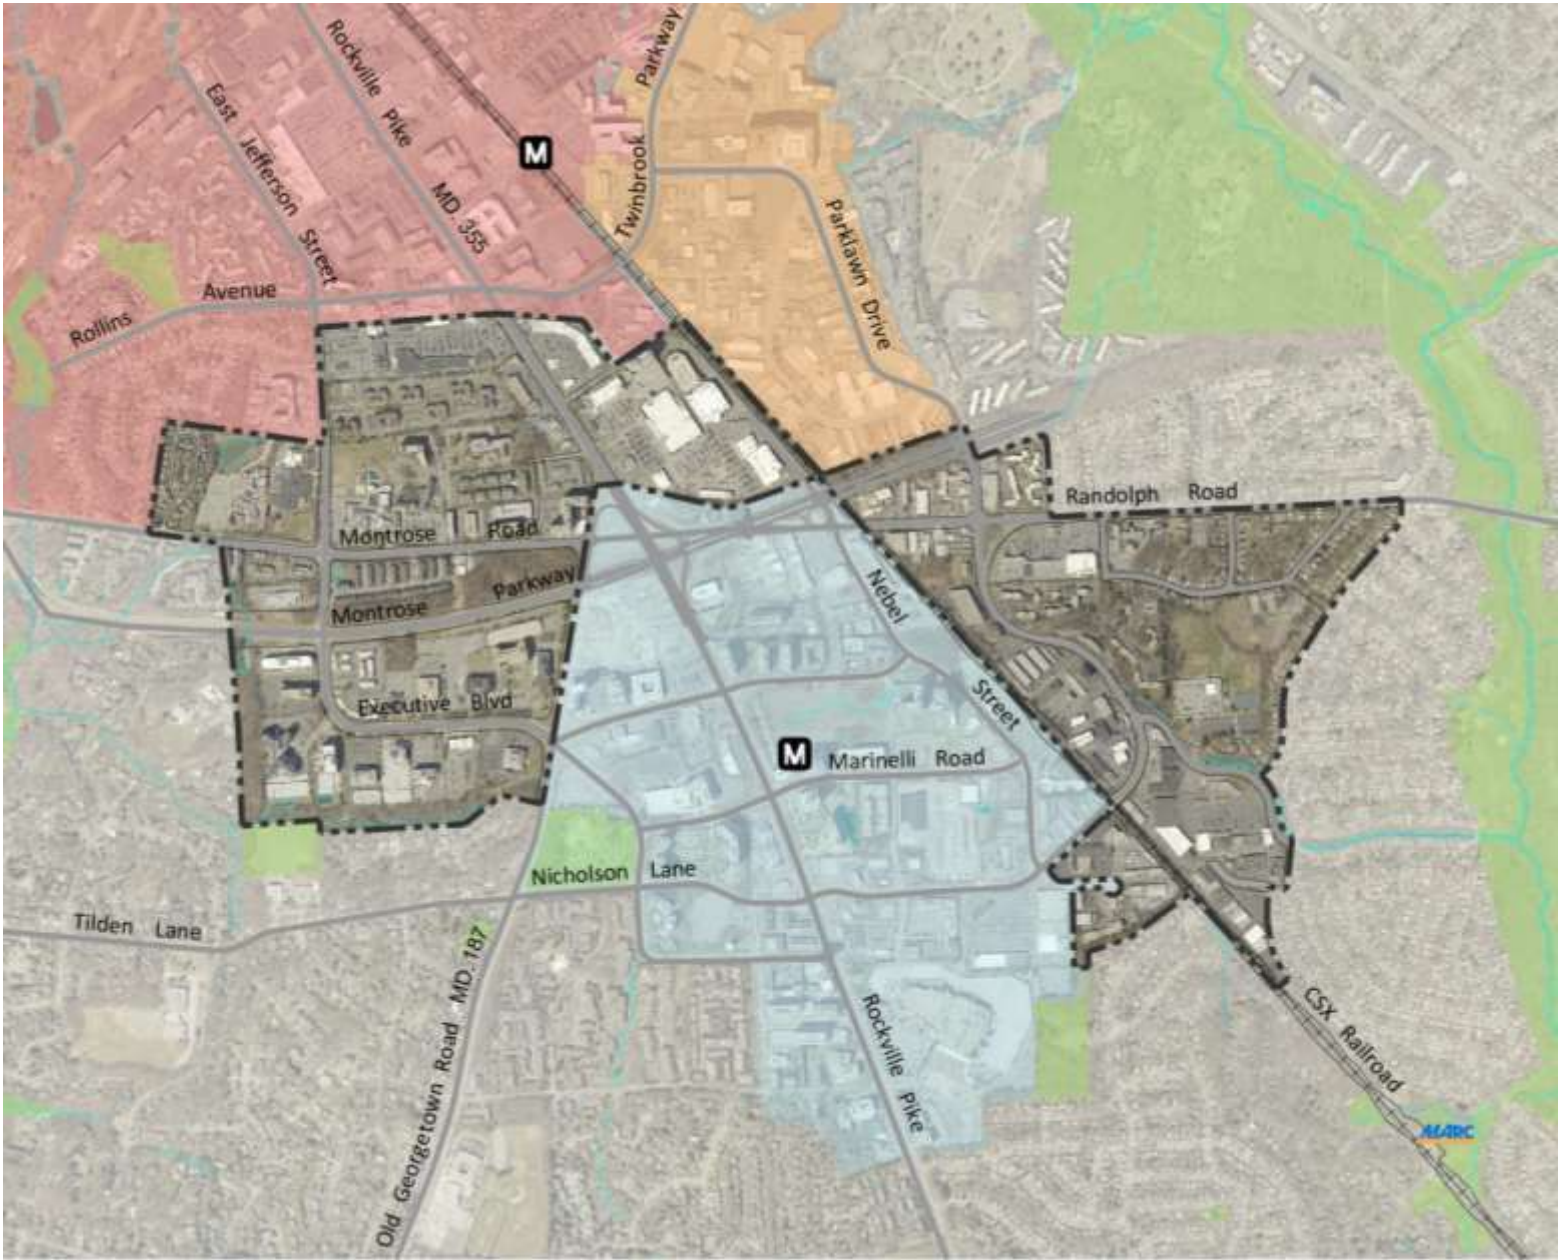 Rockville Pike MD. 355
Twinbrook Parkway
East Jefferson Street
M
Parklawn Drive
Rollins Avenue
Randolph Road
Montrose Road
Montrose Parkway
Nebel Street
Executive Blvd
M
Marinelli Road
Nicholson Lane
Tilden Lane
Old Georgetown Road MD. 187
Rockville Pike
CSX Railroad
MARC